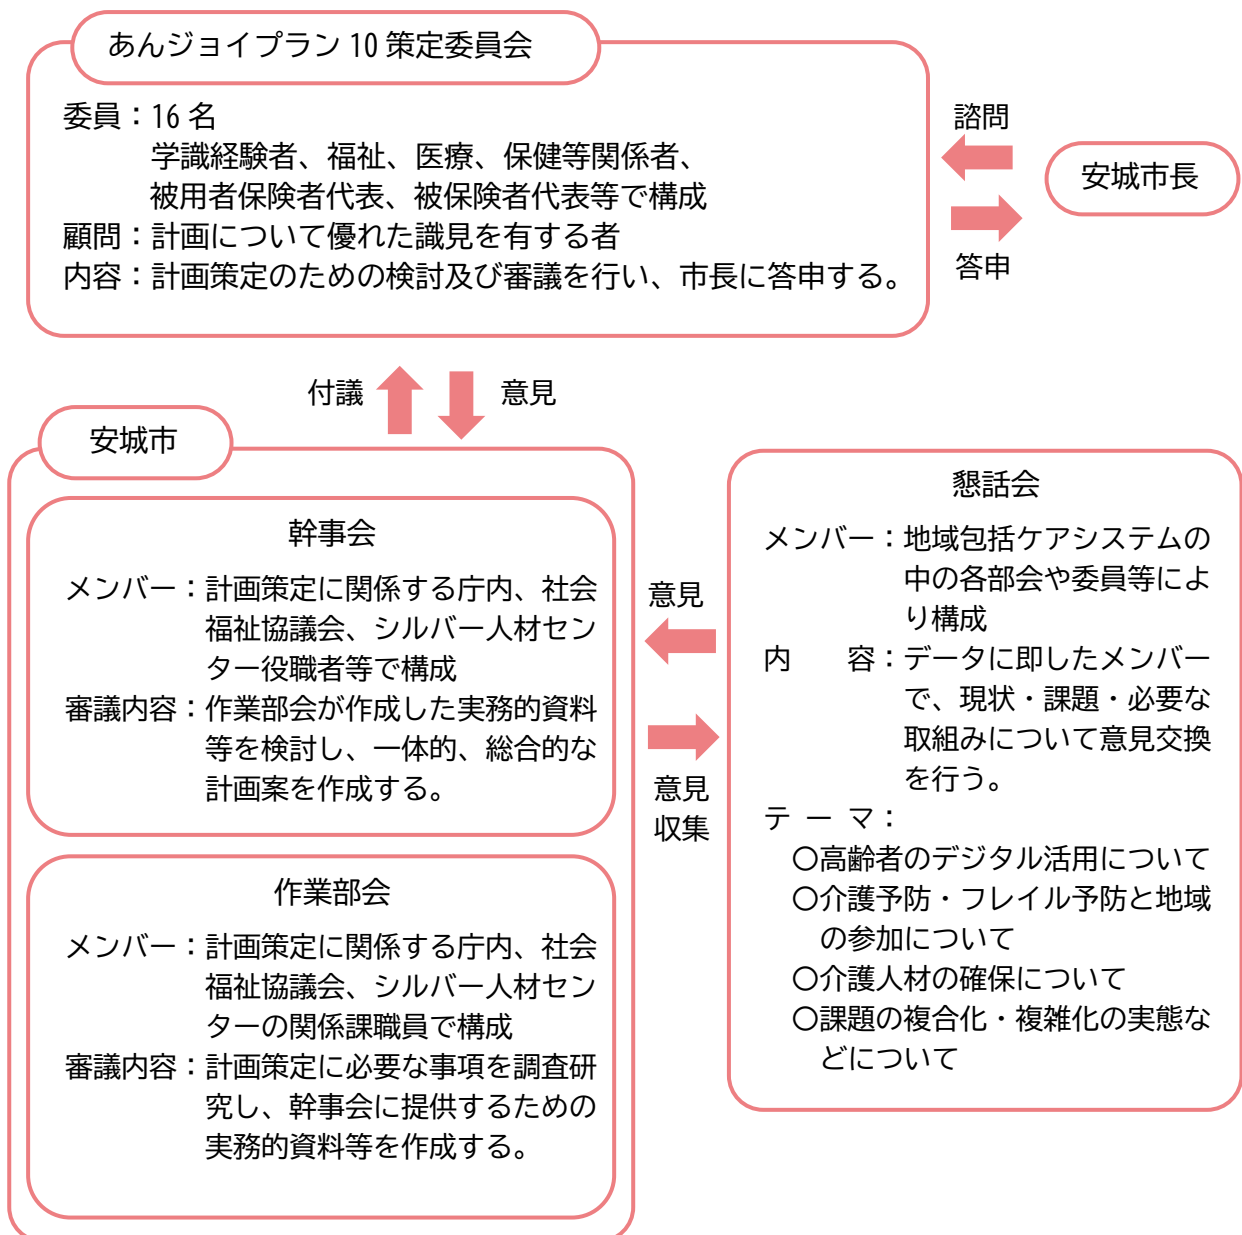 あんジョイプラン 10 策定委員会
委員：16 名
学識経験者、福祉、医療、保健等関係者、
被用者保険者代表、被保険者代表等で構成
顧問：計画について優れた識見を有する者
内容：計画策定のための検討及び審議を行い、市長に答申する。
諮問
安城市長
答申
付議
意見
安城市
幹事会
メンバー：計画策定に関係する庁内、社会
福祉協議会、シルバー人材セン
ター役職者等で構成
審議内容：作業部会が作成した実務的資料
等を検討し、一体的、総合的な
計画案を作成する。
作業部会
メンバー：計画策定に関係する庁内、社会
福祉協議会、シルバー人材セン
ターの関係課職員で構成
審議内容：計画策定に必要な事項を調査研
究し、幹事会に提供するための
実務的資料等を作成する。
意見
意見
収集
懇話会
メンバー：地域包括ケアシステムの
中の各部会や委員等によ
り構成
内　　容：データに即したメンバー
で、現状・課題・必要な
取組みについて意見交換
を行う。
テ ー マ：
〇高齢者のデジタル活用について
〇介護予防・フレイル予防と地域
の参加について
〇介護人材の確保について
〇課題の複合化・複雑化の実態な
どについて